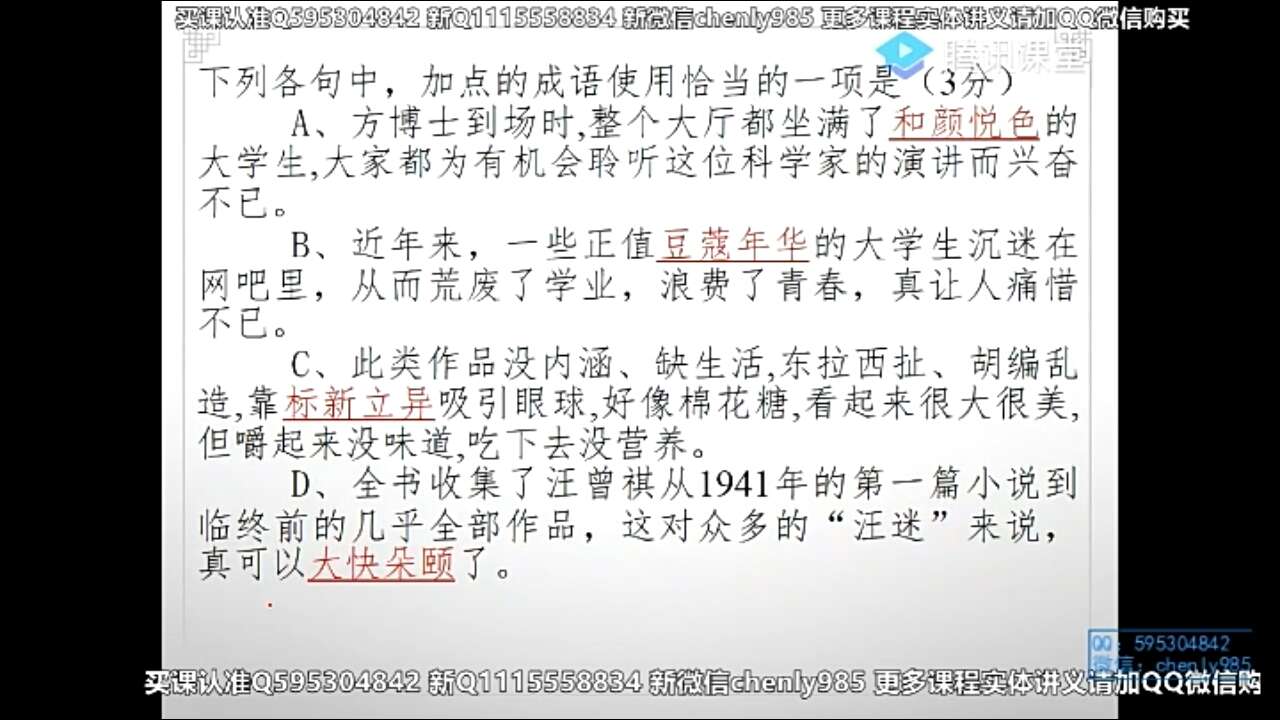 买课认准Q595304842 新Q1115558834 新微信chenly985 更多课程实体讲义请加QQ微信购买
腾讯课堂
下列各句中，加点的成语使用恰当的一项是（3分）
A、方博士到场时,整个大厅都坐满了和颜悦色的
大学生,大家都为有机会聆听这位科学家的演讲而兴奋
不已。
B、近年来，一些正值豆蔻年华的大学生沉迷在
网吧里，从而荒废了学业，浪费了青春，真让人痛惜
不已。
C、此类作品没内涵、缺生活,东拉西扯、胡编乱
造,靠标新立异吸引眼球,好像棉花糖,看起来很大很美,
但嚼起来没味道,吃下去没营养。
D、全书收集了汪曾祺从1941年的第一篇小说到
临终前的几乎全部作品，这对众多的“汪迷”来说，
真可以大快朵颐了。
QQ：595304842
微信：chenly985
买课认准Q595304842 新Q1115558834 新微信chenly985 更多课程实体讲义请加QQ微信购